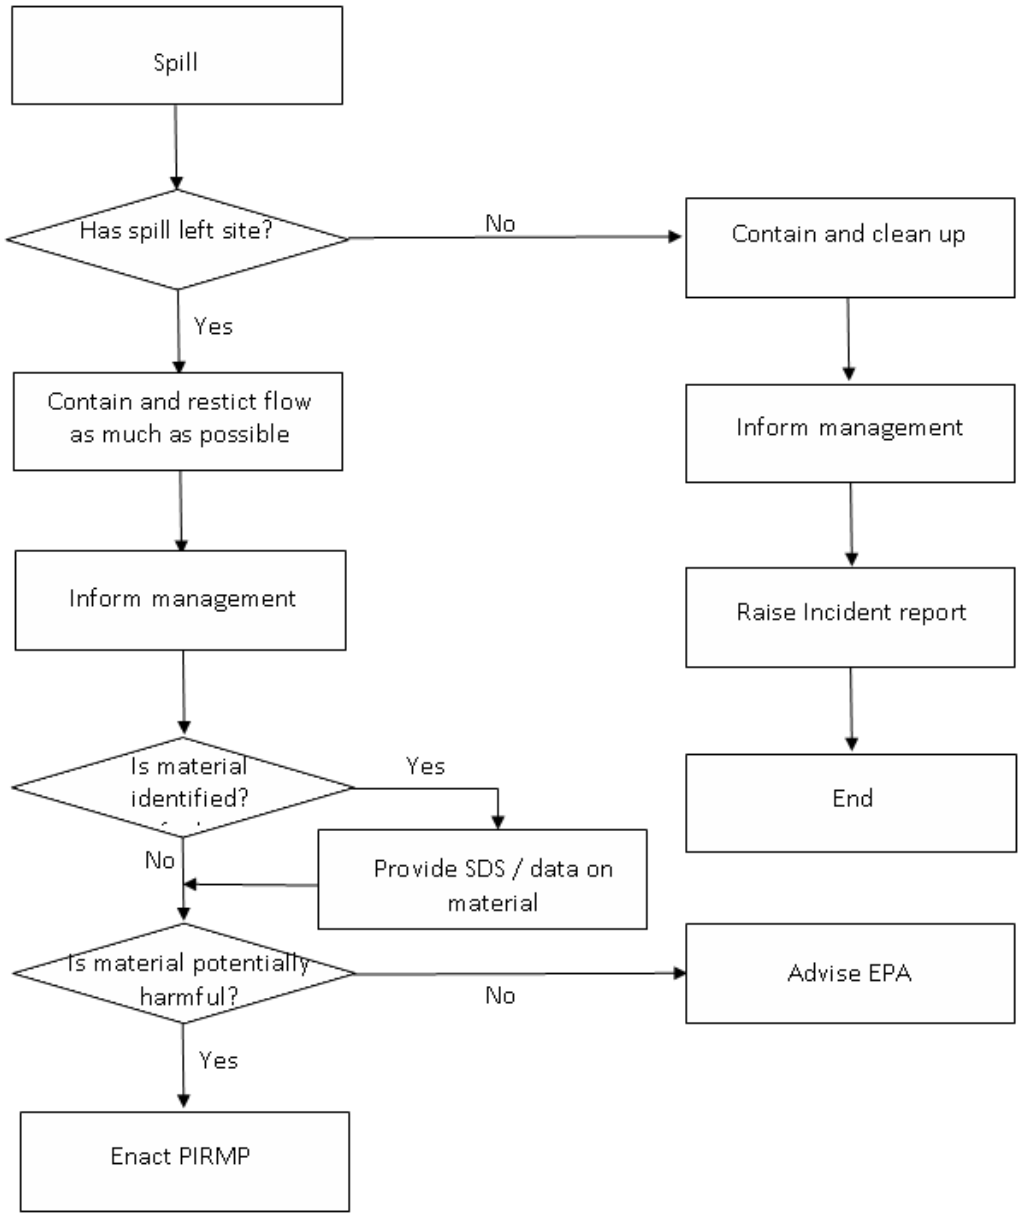 Spill
Has spill left site?
No
Contain and clean up
Yes
Contain and restict flow
as much as possible
Inform management
Inform management
Raise Incident report
Is material
identified?
Yes
End
No
Provide SDS / data on
material
Is material potentially
harmful?
No
Advise EPA
Yes
Enact PIRMP